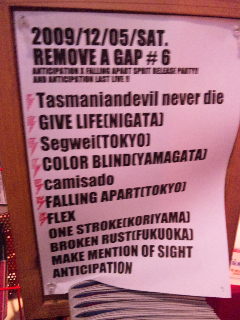 2009/12/05/SAT.
REMOVE A GAP # 6
ANTICIPATION X FALLING APART SPRIT RELEASE PARTY!!
AND ANTICIPATION LAST LIVE !!
Tasmaniandevil never die
GIVE LIFE(NIGATA)
Segwei(TOKYO)
COLOR BLIND(YAMAGATA)
camisado
FALLING APART(TOKYO)
FLEX
ONE STROKE(KORIYAMA)
BROKEN RUST(FUKUOKA)
MAKE MENTION OF SIGHT
ANTICIPATION